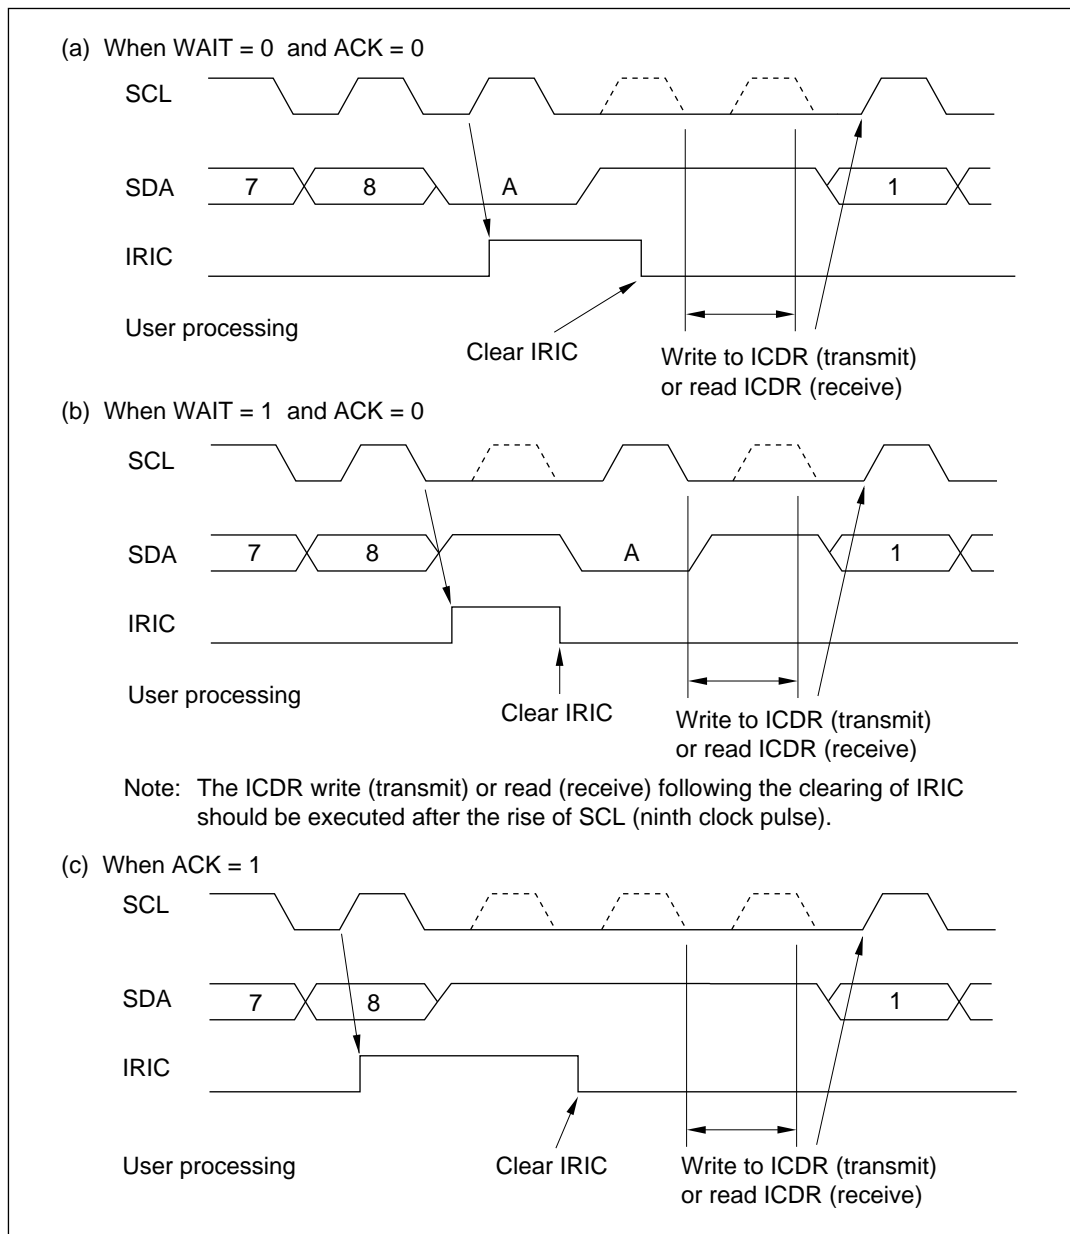 (a) When WAIT = 0 and ACK = 0
SCL
SDA 7 8 A 1
IRIC
User processing
Clear IRIC
Write to ICDR (transmit)
or read ICDR (receive)
(b) When WAIT = 1 and ACK = 0
SCL
SDA 7 8 A 1
IRIC
User processing
Clear IRIC
Write to ICDR (transmit)
or read ICDR (receive)
Note: The ICDR write (transmit) or read (receive) following the clearing of IRIC
should be executed after the rise of SCL (ninth clock pulse).
(c) When ACK = 1
SCL
SDA 7 8 1
IRIC
User processing
Clear IRIC
Write to ICDR (transmit)
or read ICDR (receive)